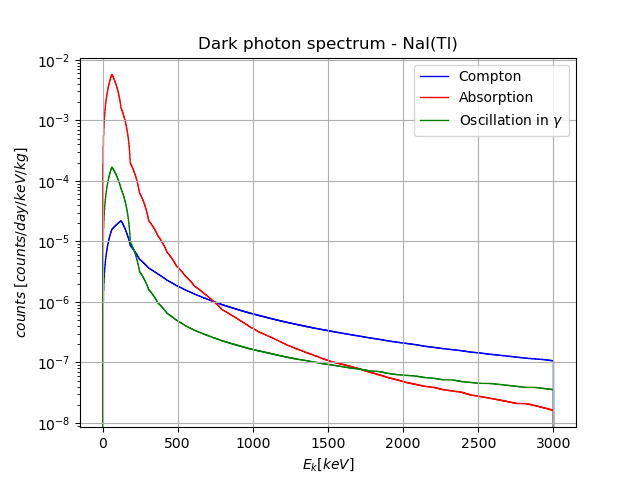 Dark photon spectrum - NaI(Tl)
counts [counts/day/keV/kg]
10⁻²
10⁻³
10⁻⁴
10⁻⁵
10⁻⁶
10⁻⁷
10⁻⁸
Compton
Absorption
Oscillation in γ
0 500 1000 1500 2000 2500 3000
E_k[keV]